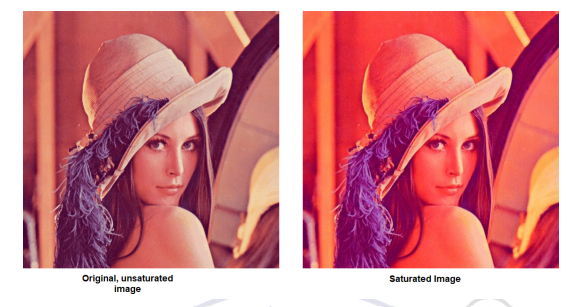 Original, unsaturated
image
Saturated Image